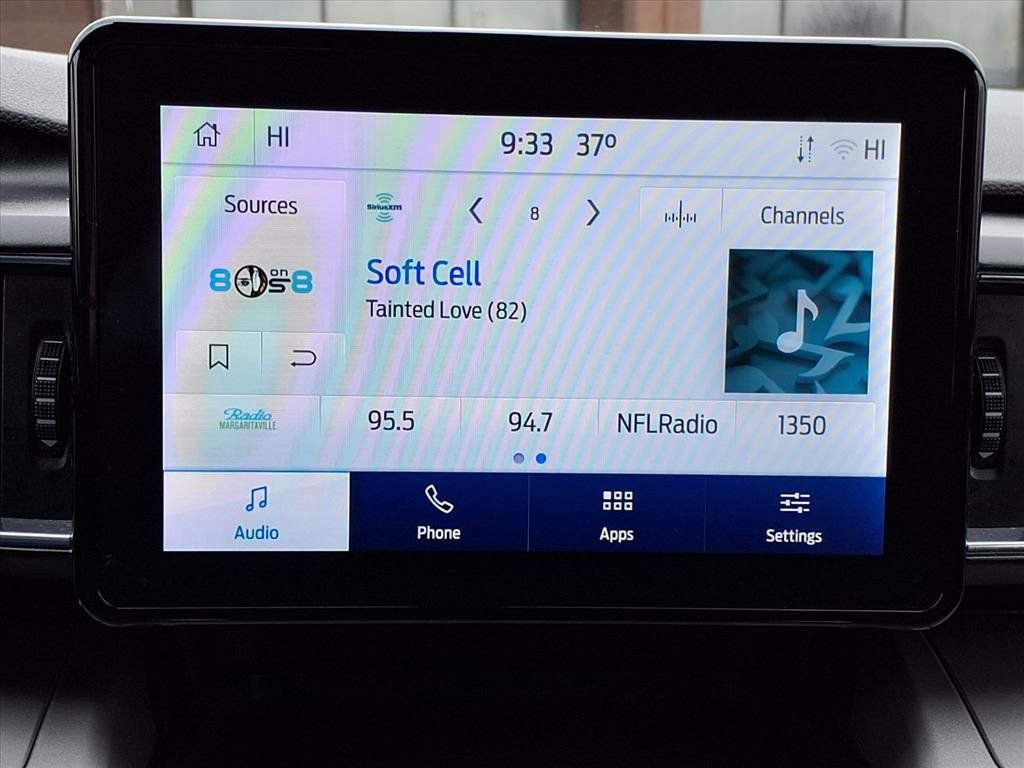 HI
9:33 37°
HI
Sources
SiriusXM
8
Channels
80s on 8
Soft Cell
Tainted Love (82)
Radio
MARGARITAVILLE
95.5
94.7
NFLRadio
1350
Audio
Phone
Apps
Settings